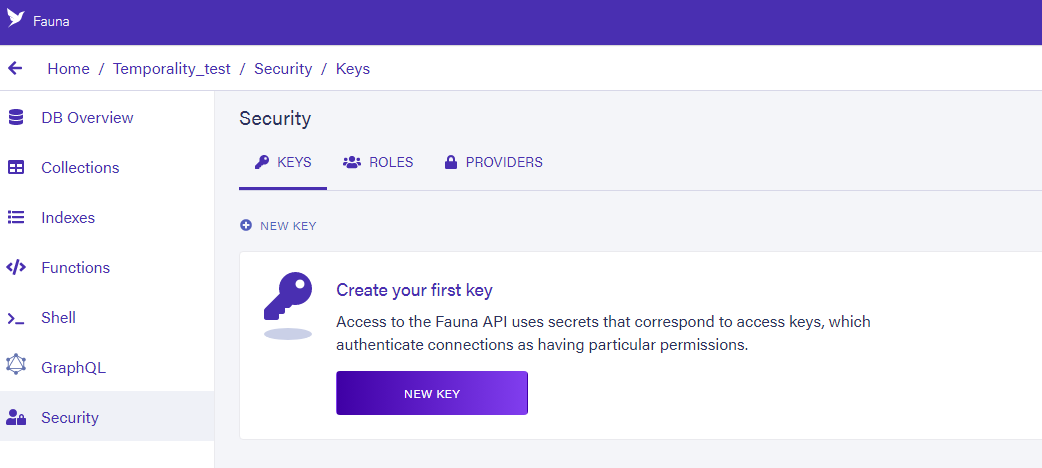 Fauna
Home / Temporality_test / Security / Keys
DB Overview
Collections
Indexes
Functions
Shell
GraphQL
Security
Security
KEYS ROLES PROVIDERS
NEW KEY
Create your first key
Access to the Fauna API uses secrets that correspond to access keys, which
authenticate connections as having particular permissions.
NEW KEY